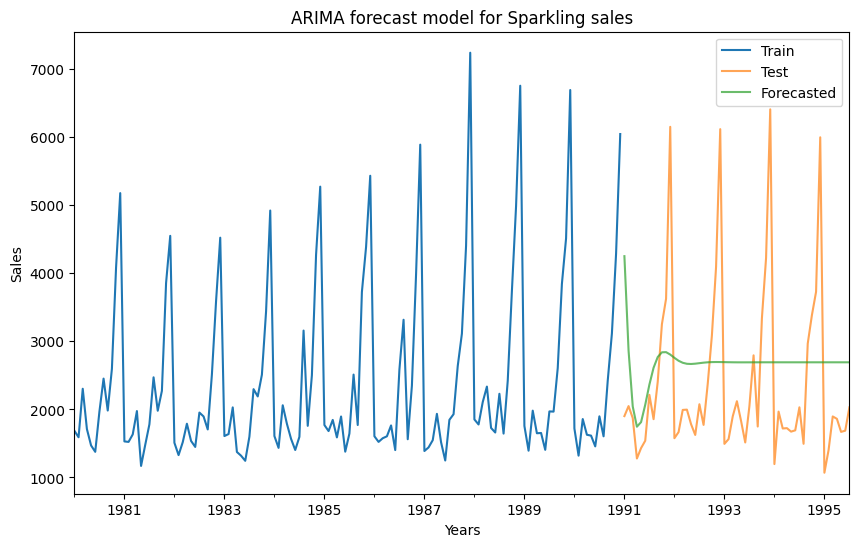 ARIMA forecast model for Sparkling sales
Train
Test
Forecasted
7000
6000
5000
4000
3000
2000
1000
Sales
1981
1983
1985
1987
1989
1991
1993
1995
Years